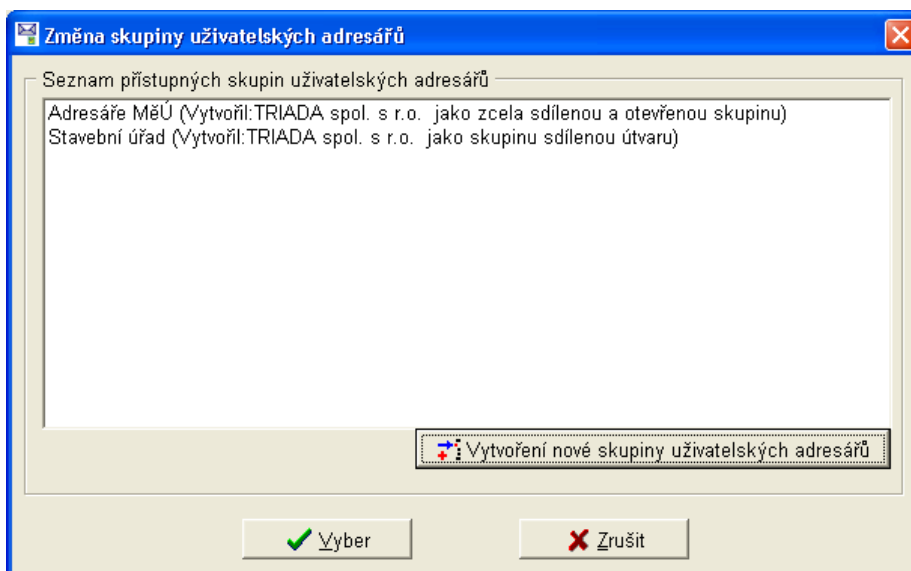 Změna skupiny uživatelských adresářů
Seznam přístupných skupin uživatelských adresářů
Adresáře MěÚ (Vytvořil:TRIADA spol. s r.o.  jako zcela sdílenou a otevřenou skupinu)
Stavební úřad (Vytvořil:TRIADA spol. s r.o.  jako skupinu sdílenou útvaru)
Vytvoření nové skupiny uživatelských adresářů
Vyber
Zrušit